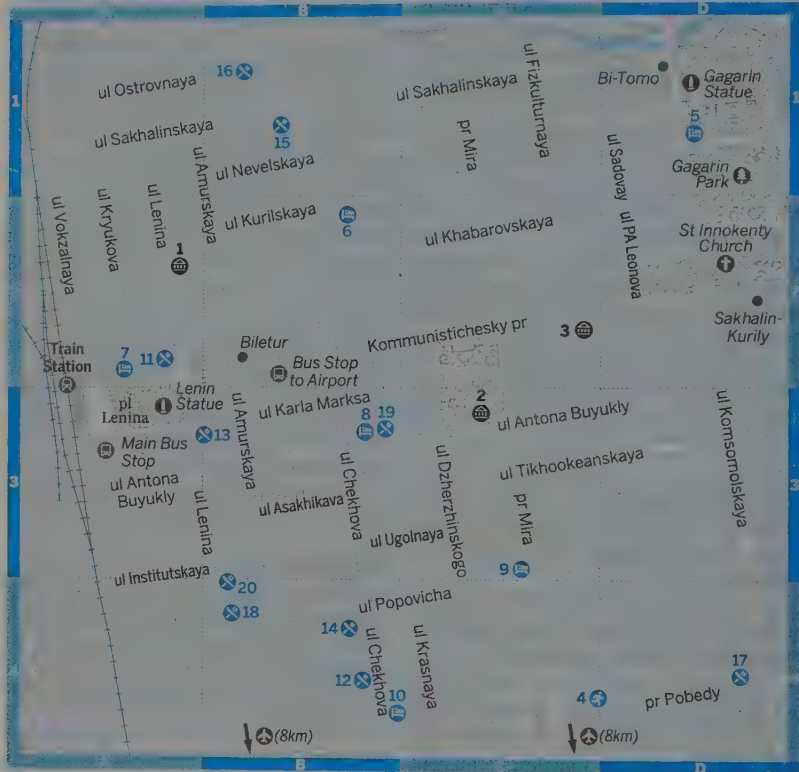 B
D
1
1
16
ul Ostrovnaya
ul Sakhalinskaya
ul Fizkulturnaya
Bi-Tomo
Gagarin
Statue
5
ul Sakhalinskaya
15
pr Mira
ul Nevelskaya
ul Amurskaya
ul Sadovay
Gagarin
Park
ul Vokzalnaya
ul Kryukova
ul Lenina
1
ul Kurilskaya
6
ul Khabarovskaya
ul PA Leonova
St Innokenty
Church
Sakhalin-
Kurily
Kommunistichesky pr
3
Train
Station
7
11
Biletur
Bus Stop
to Airport
pl
Lenina
Lenin
Statue
ul Amurskaya
ul Karla Marksa
8
19
2
ul Antona Buyukly
ul Komsomolskaya
13
Main Bus
Stop
3
3
ul Antona
Buyukly
ul Lenina
ul Asakhikava
ul Chekhova
ul Dzherzhinskogo
ul Tikhookeanskaya
pr Mira
ul Ugolnaya
9
ul Institutskaya
20
18
ul Popovicha
14
ul Chekhova
ul Krasnaya
12
10
4
pr Pobedy
17
(8km)
(8km)
B
D